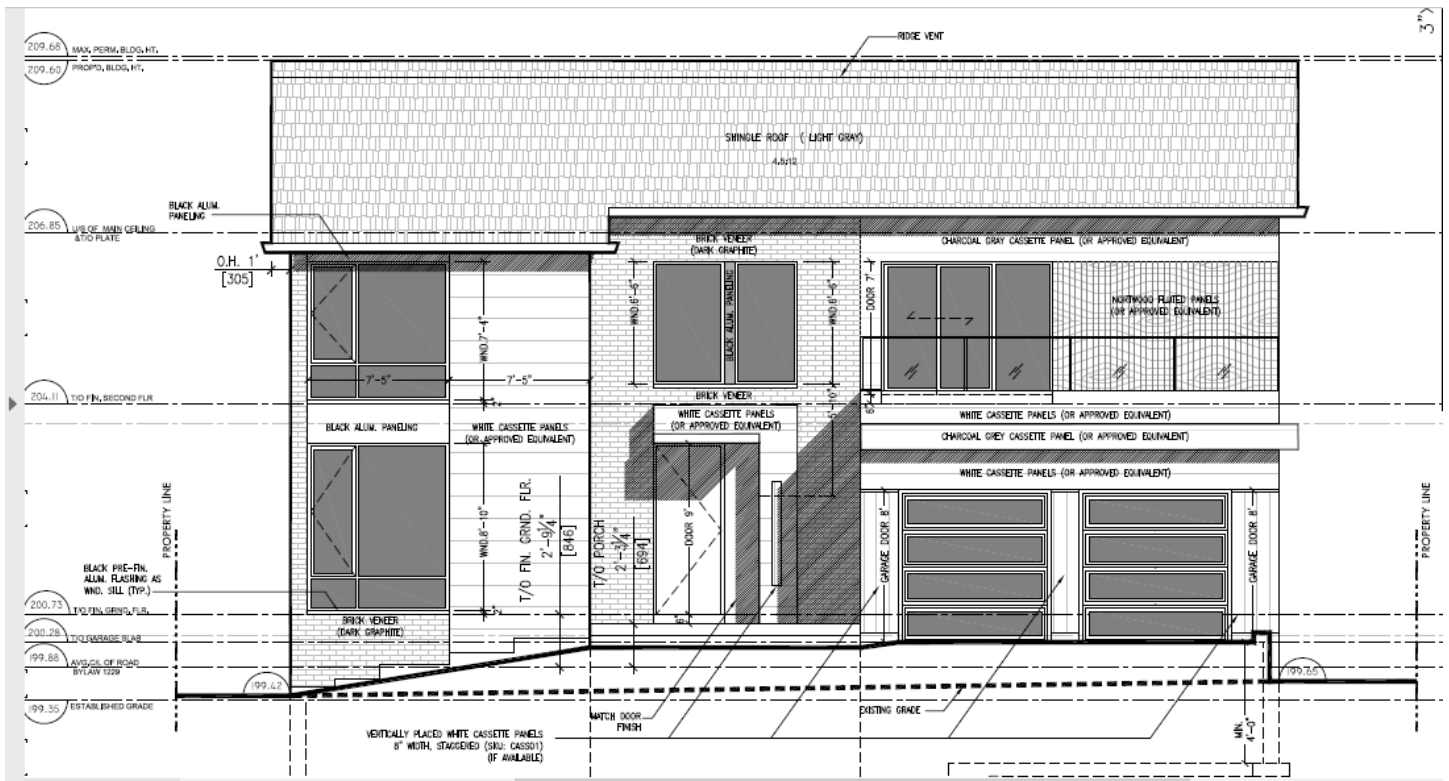 3")
209.68 MAX. PERM. BLDG. HT.
209.60 PROP'D. BLDG. HT.
RIDGE VENT
SHINGLE ROOF ( LIGHT GRAY)
4.5:12
BLACK ALUM.
PANELING
206.85 U/S OF MAIN CEILING
&T/O PLATE
O.H. 1'
[305]
BRICK VENEER
(DARK GRAPHITE)
CHARCOAL GRAY CASSETTE PANEL (OR APPROVED EQUIVALENT)
WND.7'-4"
WND.6'-6"
BLACK ALUM. PANELING
WND.6'-6"
DOOR 7'
NORTWOOD FLUTED PANELS
(OR APPROVED EQUIVALENT)
7'-5"
7'-5"
2"
204.11 T/O FIN. SECOND FLR
BRICK VENEER
5'-10"
6"
WHITE CASSETTE PANELS
(OR APPROVED EQUIVALENT)
WHITE CASSETTE PANELS (OR APPROVED EQUIVALENT)
BLACK ALUM. PANELING
WHITE CASSETTE PANELS
(OR APPROVED EQUIVALENT)
CHARCOAL GREY CASSETTE PANEL (OR APPROVED EQUIVALENT)
WHITE CASSETTE PANELS (OR APPROVED EQUIVALENT)
PROPERTY LINE
WND.8'-10"
T/O FIN. GRND. FLR.
2'-9¼"
[846]
T/O PORCH
2'-3¼"
[694]
DOOR 9'
GARAGE DOOR 8'
GARAGE DOOR 8'
PROPERTY LINE
BLACK PRE-FIN.
ALUM. FLASHING AS
WND. SILL (TYP.)
2"
6"
200.73 T/O FIN. GRND. FLR.
BRICK VENEER
(DARK GRAPHITE)
200.28 T/O GARAGE SLAB
199.88 AVG.C/L OF ROAD
BYLAW 1229
199.42
199.65
199.35 ESTABLISHED GRADE
MATCH DOOR
FINISH
EXISTING GRADE
VERTICALLY PLACED WHITE CASSETTE PANELS
8" WIDTH, STAGGERED (SKU: CASS01)
(IF AVAILABLE)
MIN.
4'-0"